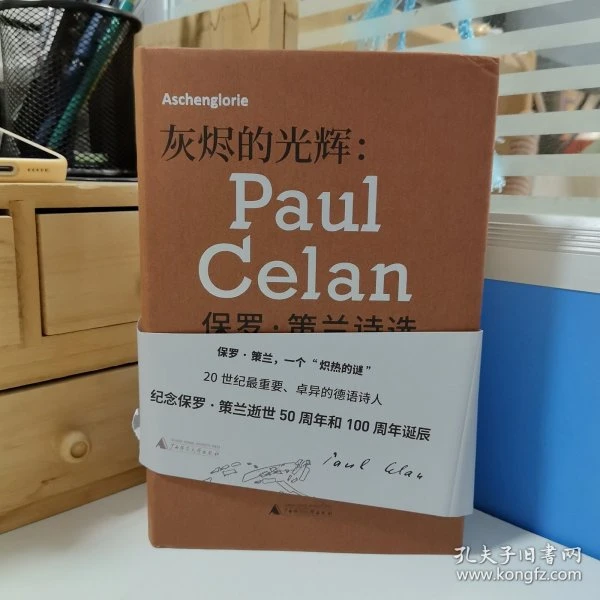 Aschenglorie
灰烬的光辉：
Paul
Celan
保罗·策兰诗选
保罗·策兰，一个“炽热的谜”
20世纪最重要、卓异的德语诗人
纪念保罗·策兰逝世50周年和100周年诞辰
Paul Celan
孔夫子旧书网
www.kongfz.com